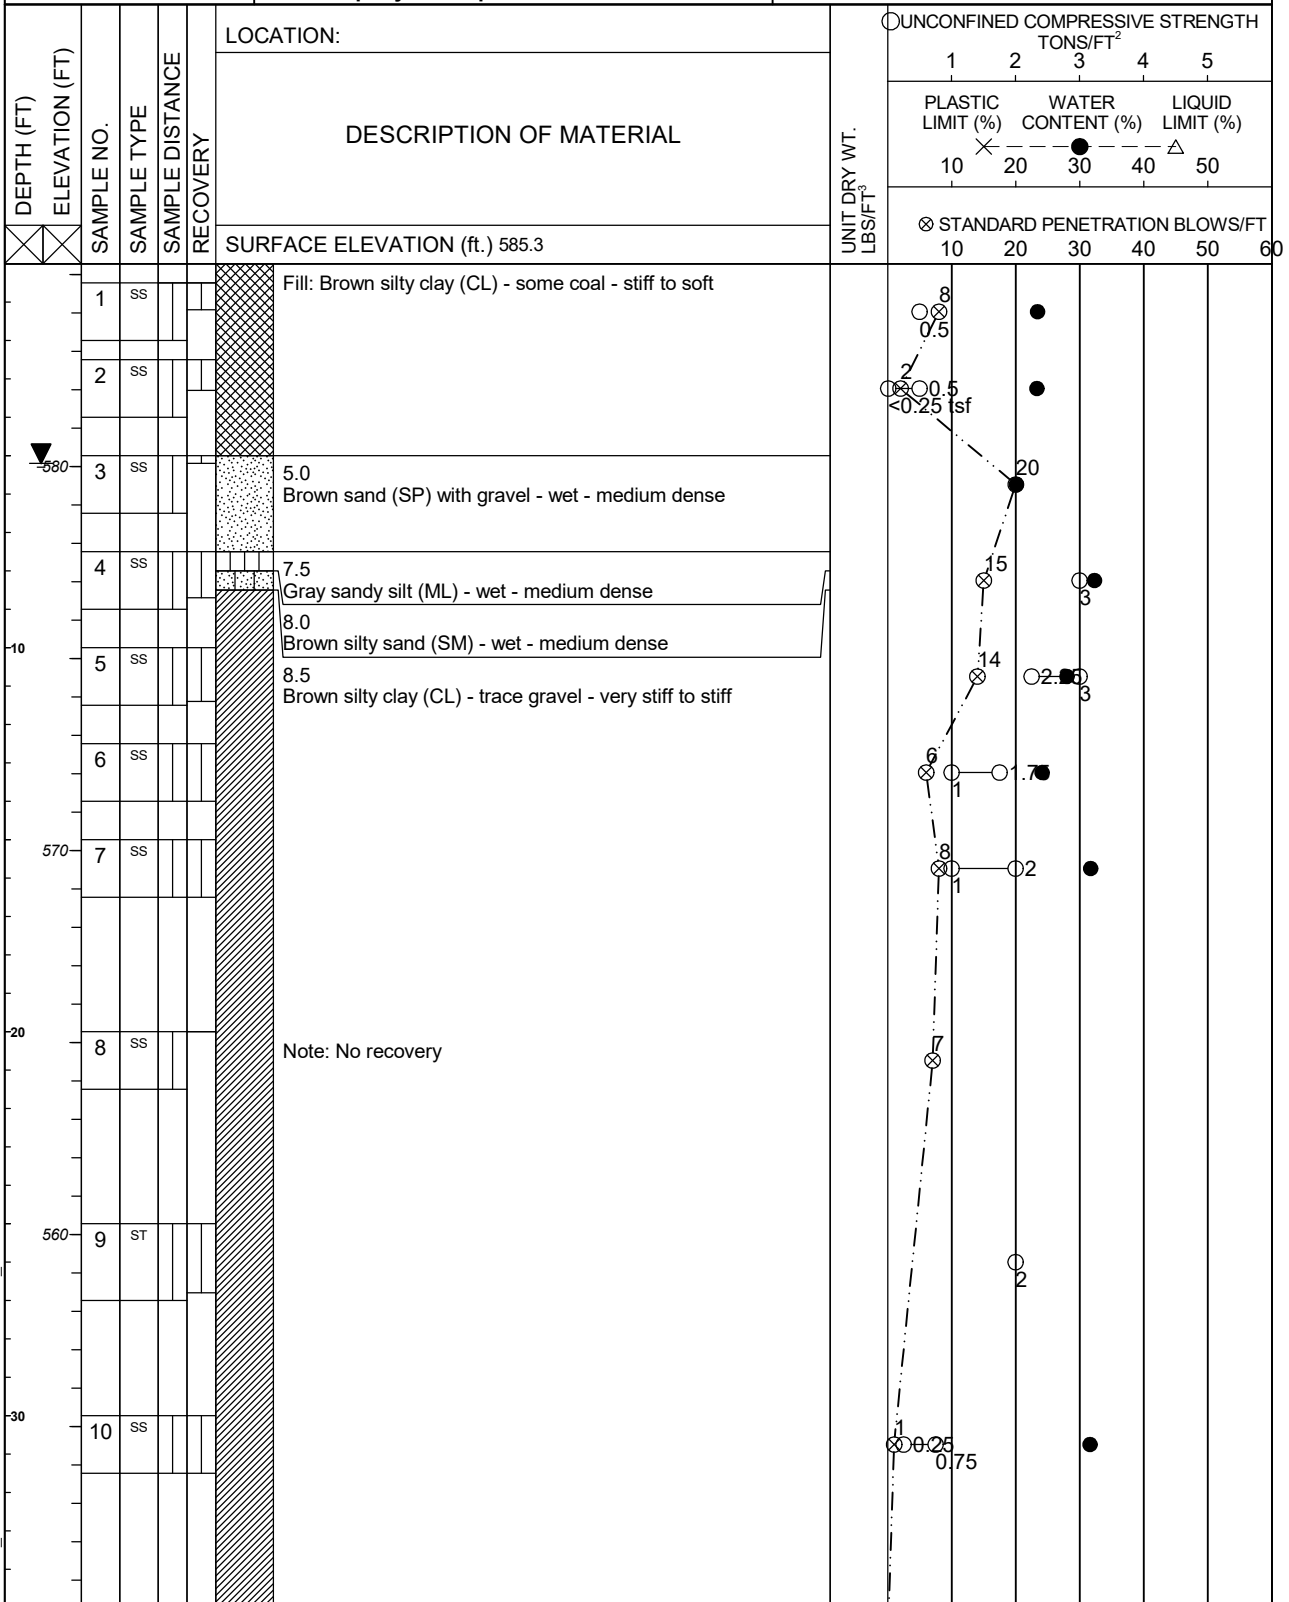 UNCONFINED COMPRESSIVE STRENGTH
TONS/FT2
1 2 3 4 5
PLASTIC LIMIT (%)
WATER CONTENT (%)
LIQUID LIMIT (%)
10 20 30 40 50
STANDARD PENETRATION BLOWS/FT
10 20 30 40 50 60
DEPTH (FT)
ELEVATION (FT)
SAMPLE NO.
SAMPLE TYPE
SAMPLE DISTANCE
RECOVERY
LOCATION:
DESCRIPTION OF MATERIAL
SURFACE ELEVATION (ft.) 585.3
UNIT DRY WT.
LBS/FT3
1 SS
Fill: Brown silty clay (CL) - some coal - stiff to soft
8
0.5
2 SS
2
0.5
<0.25 tsf
580
3 SS
5.0
Brown sand (SP) with gravel - wet - medium dense
20
4 SS
7.5
Gray sandy silt (ML) - wet - medium dense
15
3
8.0
Brown silty sand (SM) - wet - medium dense
10
5 SS
8.5
Brown silty clay (CL) - trace gravel - very stiff to stiff
14
2.25
3
6 SS
6
1.75
1
570
7 SS
8
2
1
20
8 SS
Note: No recovery
7
560
9 ST
2
30
10 SS
1
0.25
0.75